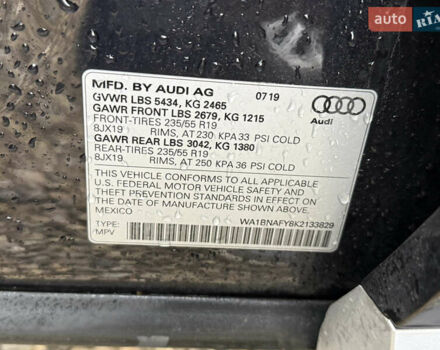 AUTO RIA
MFD. BY AUDI AG 07/19
GVWR LBS 5434, KG 2465
GAWR FRONT LBS 2679, KG 1215
FRONT-TIRES 235/55 R19
8JX19 RIMS, AT 230 KPA 33 PSI COLD
GAWR REAR LBS 3042, KG 1380
REAR-TIRES 235/55 R19
8JX19 RIMS, AT 250 KPA 36 PSI COLD
Audi
THIS VEHICLE CONFORMS TO ALL APPLICABLE
U.S. FEDERAL MOTOR VEHICLE SAFETY AND
THEFT PREVENTION STANDARDS IN EFFECT ON
THE DATE OF MANUFACTURE SHOWN ABOVE.
MEXICO
TYPE: WA1BNAFY8K2133829
MPV